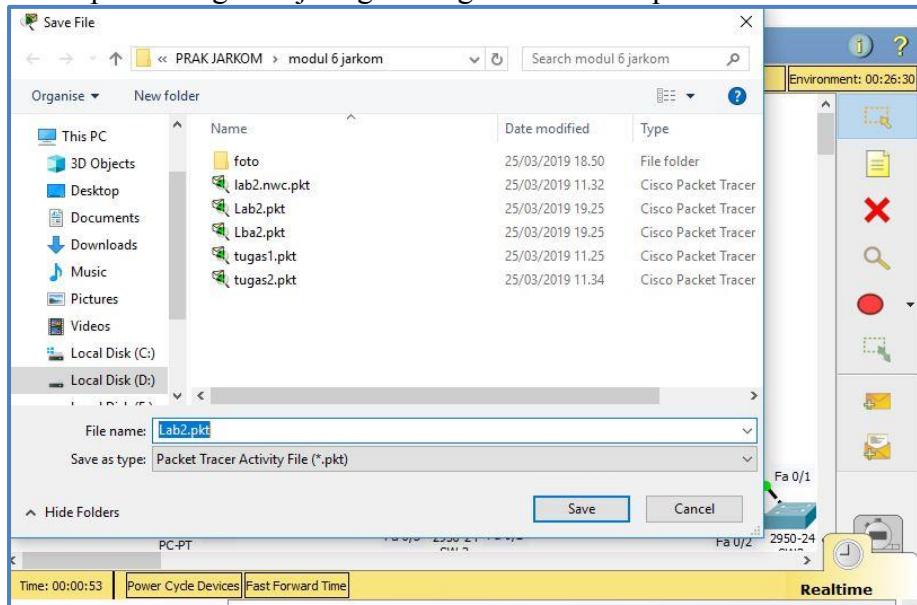 Save File
« PRAK JARKOM › modul 6 jarkom
Search modul 6 jarkom
Organise
New folder
Environment: 00:26:30
This PC
3D Objects
Desktop
Documents
Downloads
Music
Pictures
Videos
Local Disk (C:)
Local Disk (D:)
Name Date modified Type
foto 25/03/2019 18.50 File folder
lab2.nwc.pkt 25/03/2019 11.32 Cisco Packet Tracer
Lab2.pkt 25/03/2019 19.25 Cisco Packet Tracer
Lba2.pkt 25/03/2019 19.25 Cisco Packet Tracer
tugas1.pkt 25/03/2019 11.25 Cisco Packet Tracer
tugas2.pkt 25/03/2019 11.34 Cisco Packet Tracer
File name: Lab2.pkt
Save as type: Packet Tracer Activity File (*.pkt)
Hide Folders
Save
Cancel
Fa 0/1
PC-PT
Fa 0/2
2950-24
Time: 00:00:53
Power Cycle Devices
Fast Forward Time
Realtime